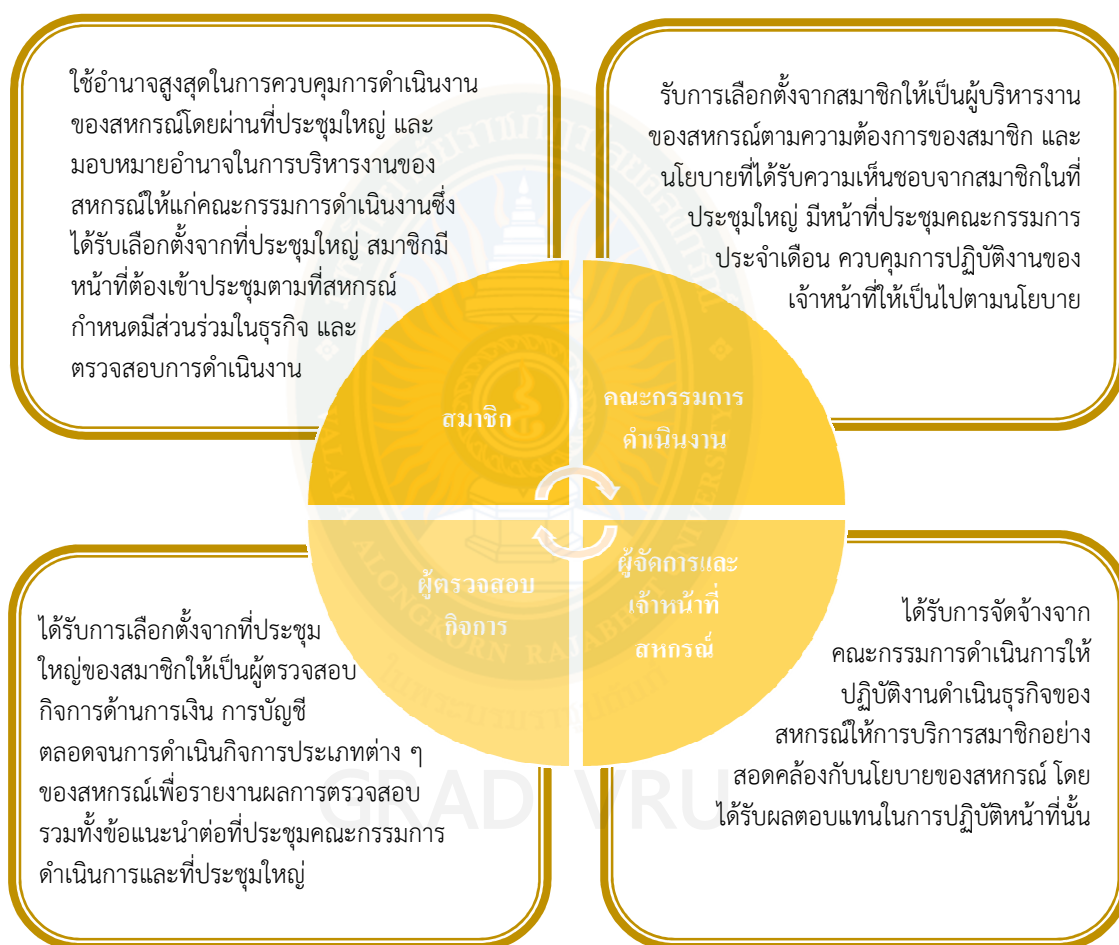 ใช้อำนาจสูงสุดในการควบคุมการดำเนินงาน
ของสหกรณ์โดยผ่านที่ประชุมใหญ่ และ
มอบหมายอำนาจในการบริหารงานของ
สหกรณ์ให้แก่คณะกรรมการดำเนินงานซึ่ง
ได้รับเลือกตั้งจากที่ประชุมใหญ่ สมาชิกมี
หน้าที่ต้องเข้าประชุมตามที่สหกรณ์
กำหนดมีส่วนร่วมในธุรกิจ และ
ตรวจสอบการดำเนินงาน
รับการเลือกตั้งจากสมาชิกให้เป็นผู้บริหารงาน
ของสหกรณ์ตามความต้องการของสมาชิก และ
นโยบายที่ได้รับความเห็นชอบจากสมาชิกในที่
ประชุมใหญ่ มีหน้าที่ประชุมคณะกรรมการ
ประจำเดือน ควบคุมการปฏิบัติงานของ
เจ้าหน้าที่ให้เป็นไปตามนโยบาย
สมาชิก
คณะกรรมการ
ดำเนินงาน
ผู้ตรวจสอบ
กิจการ
ผู้จัดการและ
เจ้าหน้าที่
สหกรณ์
ได้รับการเลือกตั้งจากที่ประชุม
ใหญ่ของสมาชิกให้เป็นผู้ตรวจสอบ
กิจการด้านการเงิน การบัญชี
ตลอดจนการดำเนินกิจการประเภทต่าง ๆ
ของสหกรณ์เพื่อรายงานผลการตรวจสอบ
รวมทั้งข้อแนะนำต่อที่ประชุมคณะกรรมการ
ดำเนินการและที่ประชุมใหญ่
ได้รับการจัดจ้างจาก
คณะกรรมการดำเนินการให้
ปฏิบัติงานดำเนินธุรกิจของ
สหกรณ์ให้การบริการสมาชิกอย่าง
สอดคล้องกับนโยบายของสหกรณ์ โดย
ได้รับผลตอบแทนในการปฏิบัติหน้าที่นั้น
GRAD VRU